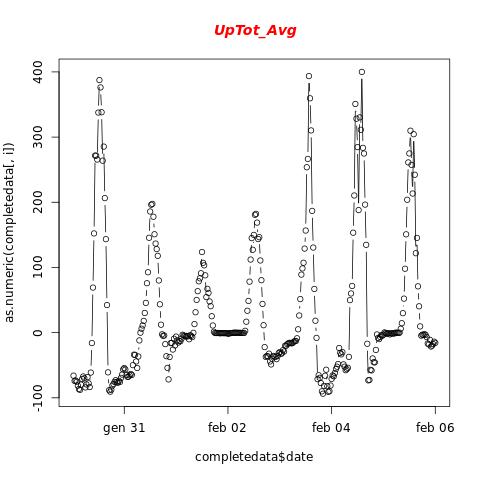 UpTot_Avg
as.numeric(completedata[, i])
400
300
200
100
0
-100
gen 31
feb 02
feb 04
feb 06
completedata$date